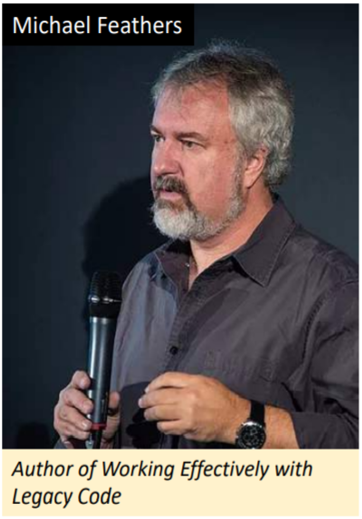 Michael Feathers
Author of Working Effectively with
Legacy Code